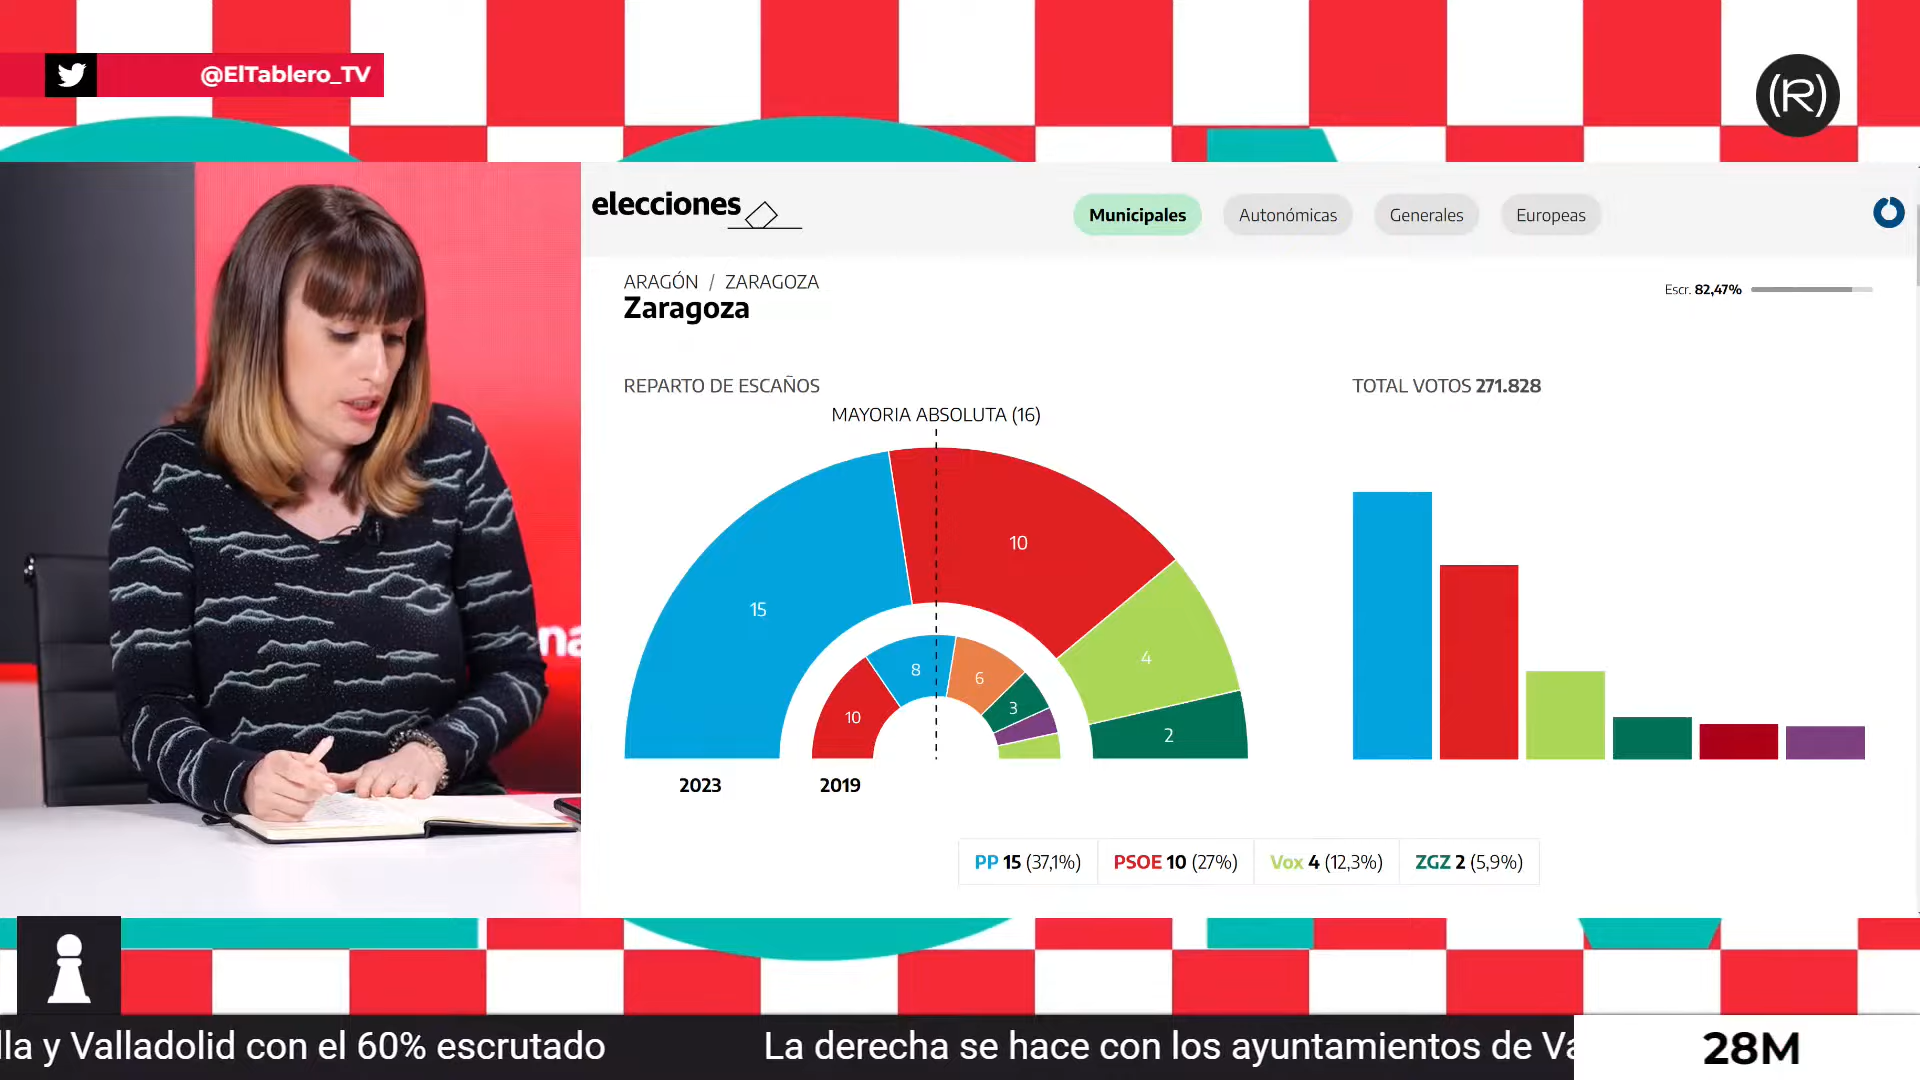 @ElTablero_TV
(R)
elecciones
Municipales
Autonómicas
Generales
Europeas
ARAGÓN / ZARAGOZA
Zaragoza
Escr. 82,47%
REPARTO DE ESCAÑOS
TOTAL VOTOS 271.828
MAYORIA ABSOLUTA (16)
15
10
4
2
10
8
6
3
2023
2019
PP 15 (37,1%)
PSOE 10 (27%)
Vox 4 (12,3%)
ZGZ 2 (5,9%)
na
lla y Valladolid con el 60% escrutado
La derecha se hace con los ayuntamientos de Va
28M